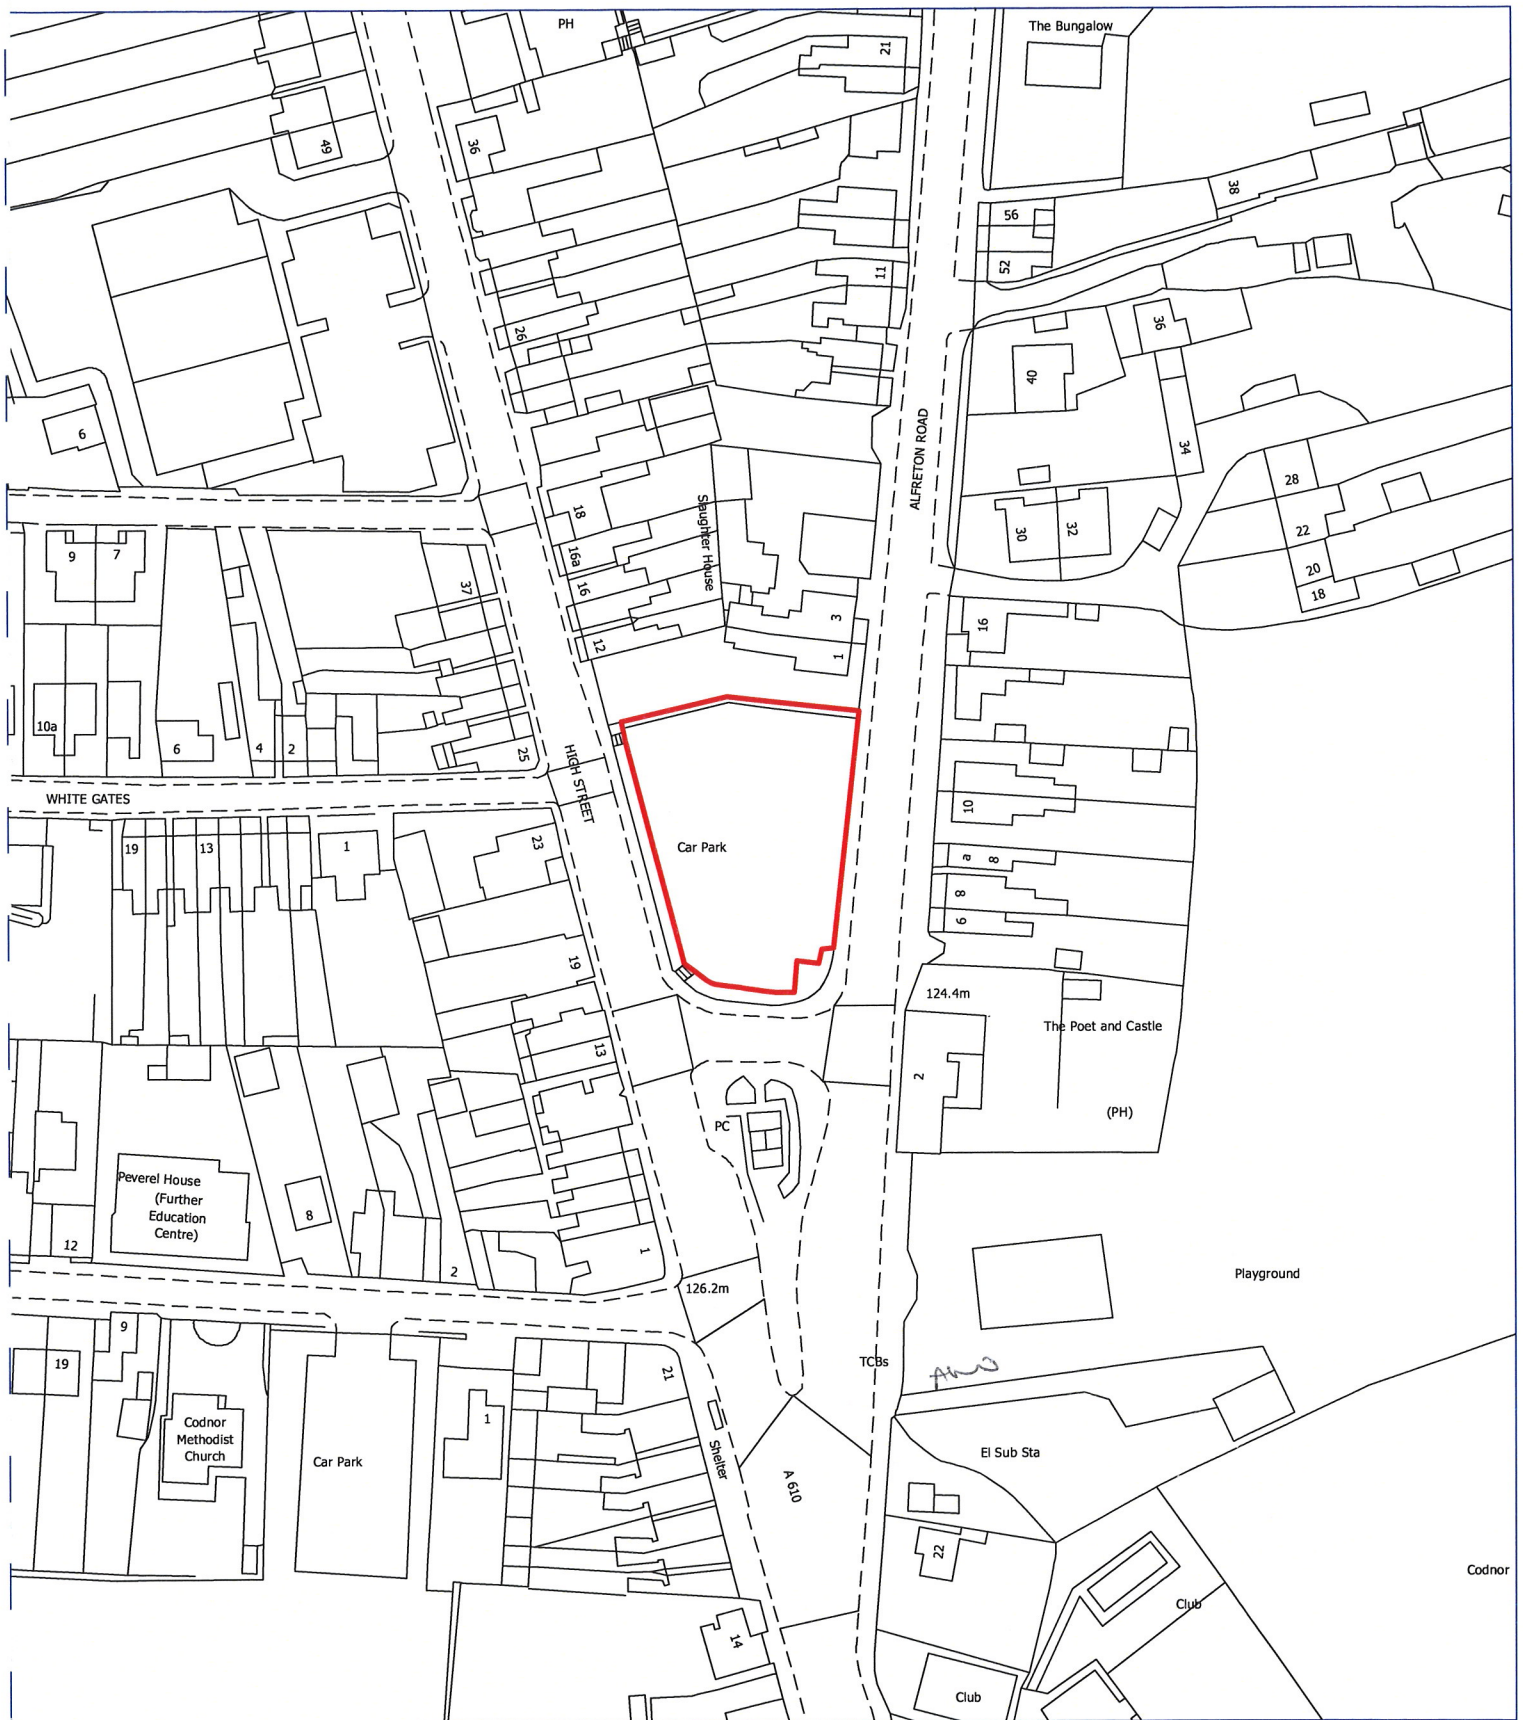 PH
The Bungalow
21
49
36
38
56
52
11
26
36
40
6
ALFRETON ROAD
34
28
18
Slaughter House
30
32
22
9
7
16a
37
16
20
18
3
16
12
1
10a
6
4
2
25
HIGH STREET
WHITE GATES
10
19
13
1
23
Car Park
a
8
8
6
19
124.4m
The Poet and Castle
13
2
PC
(PH)
Peverel House
(Further
Education
Centre)
8
12
1
2
126.2m
Playground
9
19
21
TCBs
1
Codnor
Methodist
Church
Car Park
Shelter
A 610
El Sub Sta
22
Codnor
Club
14
Club